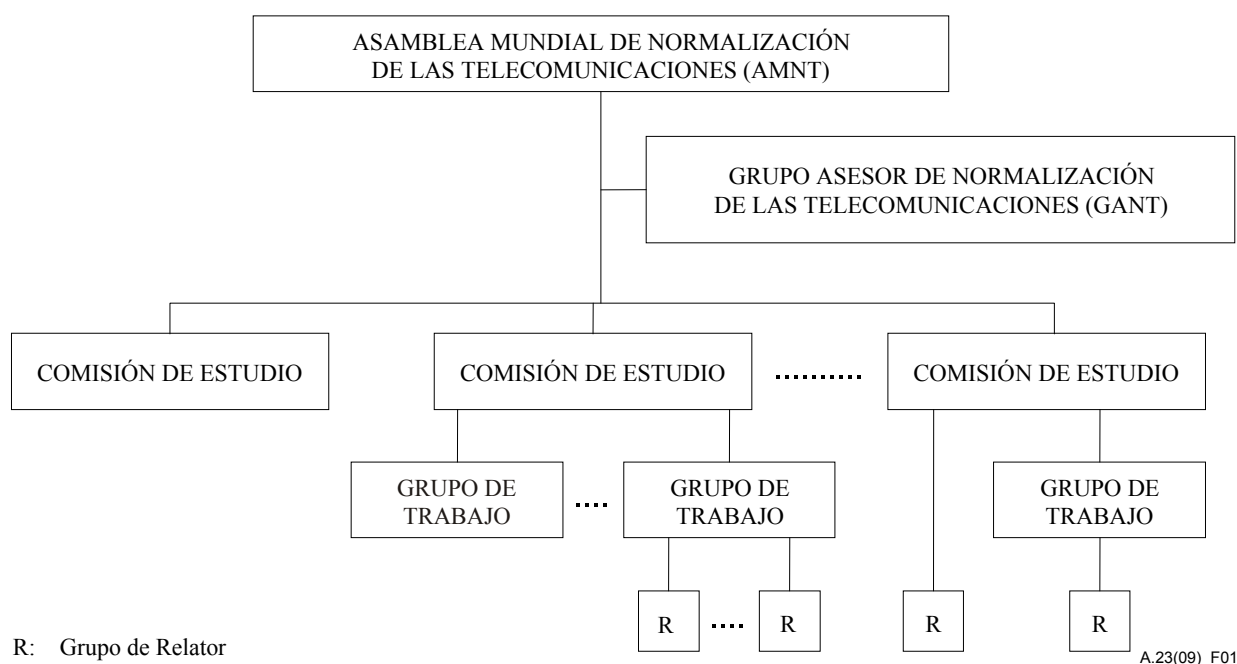 ASAMBLEA MUNDIAL DE NORMALIZACIÓN
DE LAS TELECOMUNICACIONES (AMNT)
GRUPO ASESOR DE NORMALIZACIÓN
DE LAS TELECOMUNICACIONES (GANT)
COMISIÓN DE ESTUDIO
COMISIÓN DE ESTUDIO
..........
COMISIÓN DE ESTUDIO
GRUPO DE
TRABAJO
....
GRUPO DE
TRABAJO
GRUPO DE
TRABAJO
R
....
R
R
R
R: Grupo de Relator
A.23(09)_F01